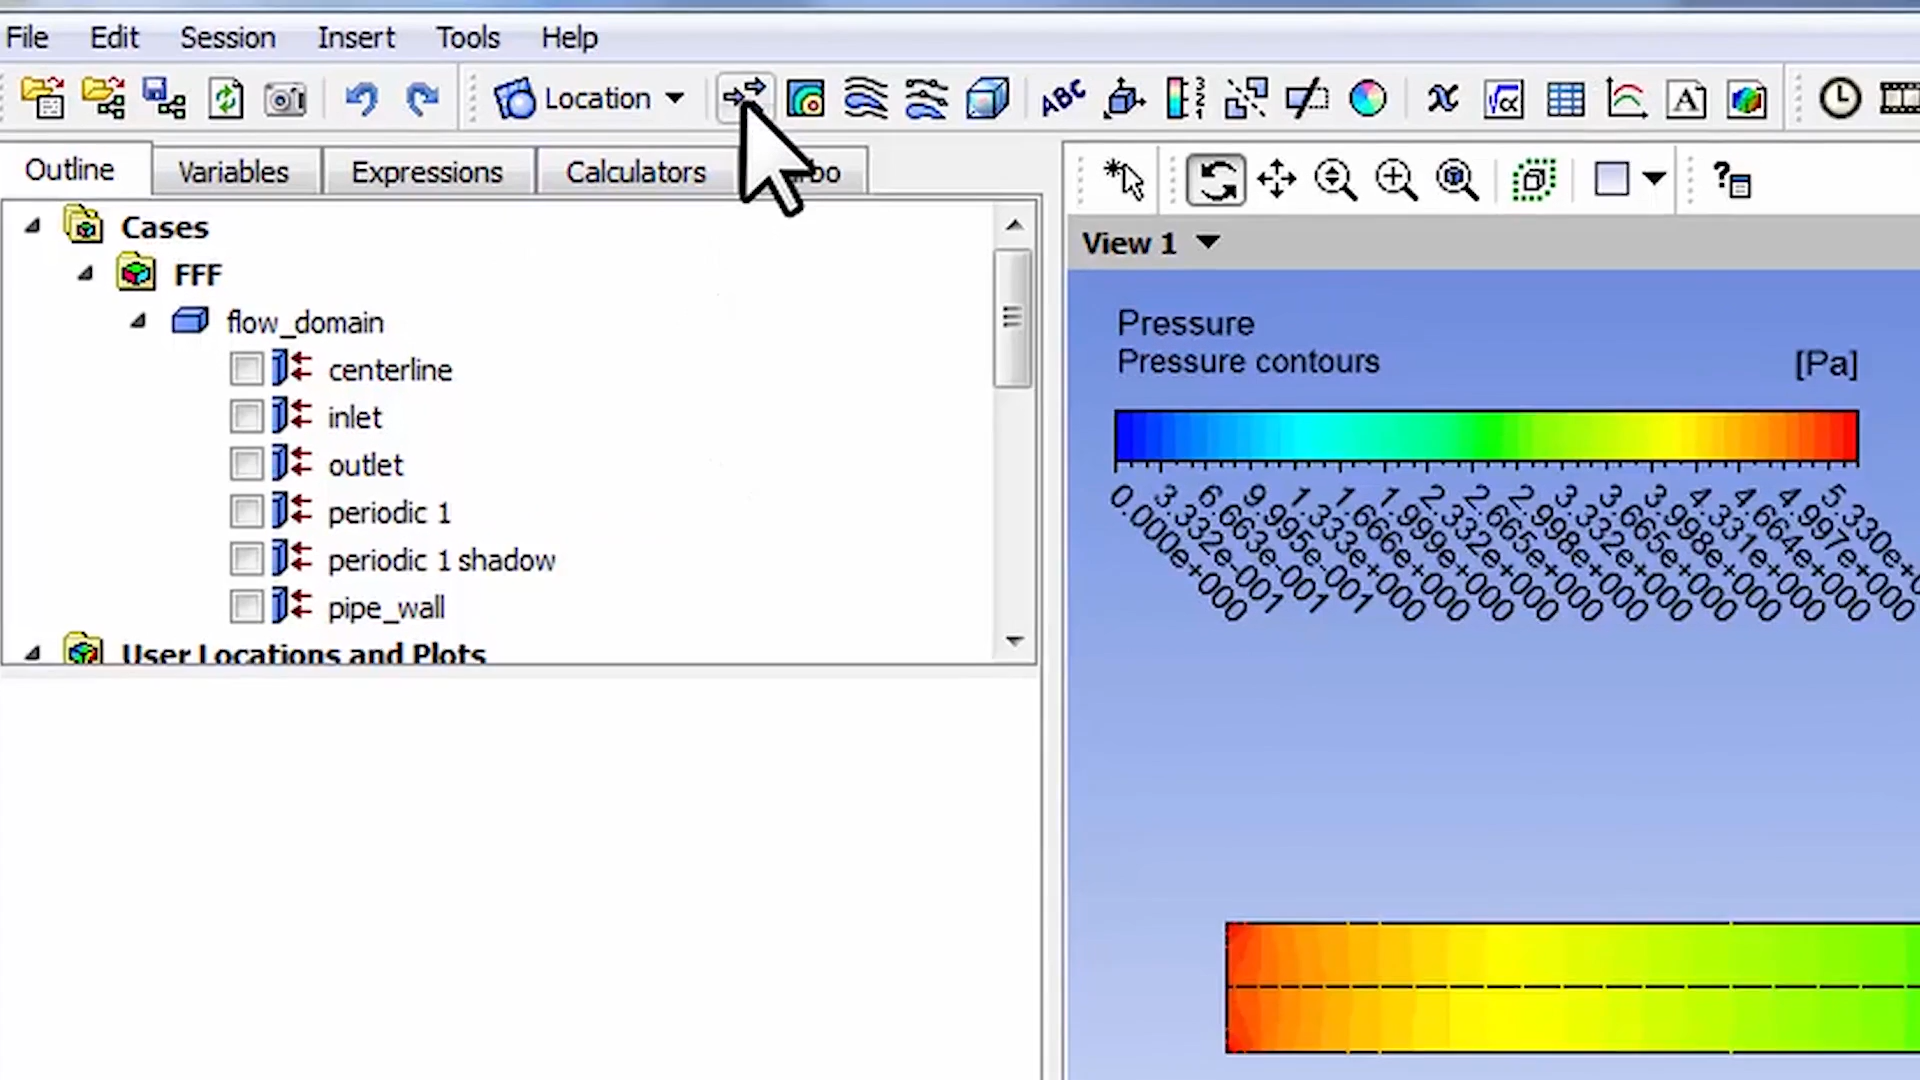 File Edit Session Insert Tools Help
Location
ABC
Outline Variables Expressions Calculators
Cases
FFF
flow_domain
centerline
inlet
outlet
periodic 1
periodic 1 shadow
pipe_wall
User Locations and Plots
View 1
Pressure
Pressure contours
[Pa]
0.000e+000
3.332e-001
6.663e-001
9.995e-001
1.333e+000
1.666e+000
1.999e+000
2.332e+000
2.665e+000
2.998e+000
3.332e+000
3.665e+000
3.998e+000
4.331e+000
4.664e+000
4.997e+000
5.330e+0